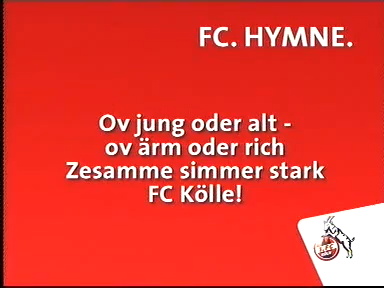 FC. HYMNE.
Ov jung oder alt -
ov ärm oder rich
Zesamme simmer stark
FC Kölle!